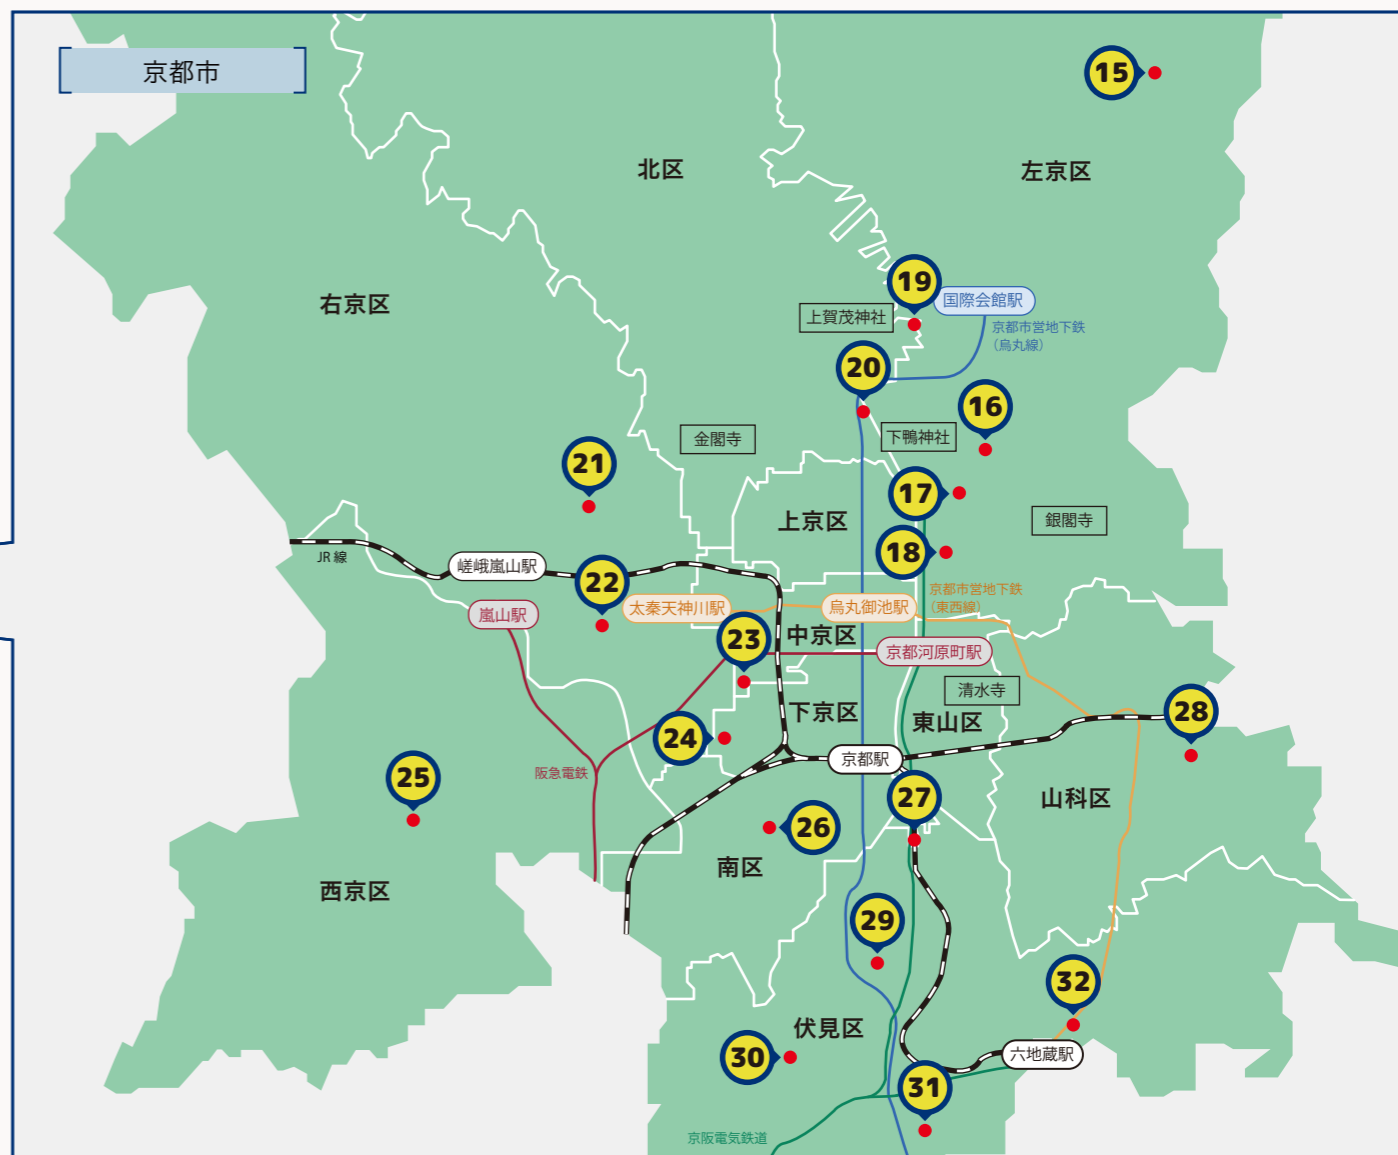 京都市
15
北区
左京区
19
国際会館駅
右京区
上賀茂神社
京都市営地下鉄
（烏丸線）
20
16
金閣寺
下鴨神社
21
17
上京区
銀閣寺
18
JR 線
嵯峨嵐山駅
22
京都市営地下鉄
（東西線）
嵐山駅
太秦天神川駅
烏丸御池駅
23
中京区
京都河原町駅
清水寺
下京区
東山区
28
24
京都駅
阪急電鉄
25
27
山科区
26
南区
西京区
29
32
伏見区
30
六地蔵駅
31
京阪電気鉄道